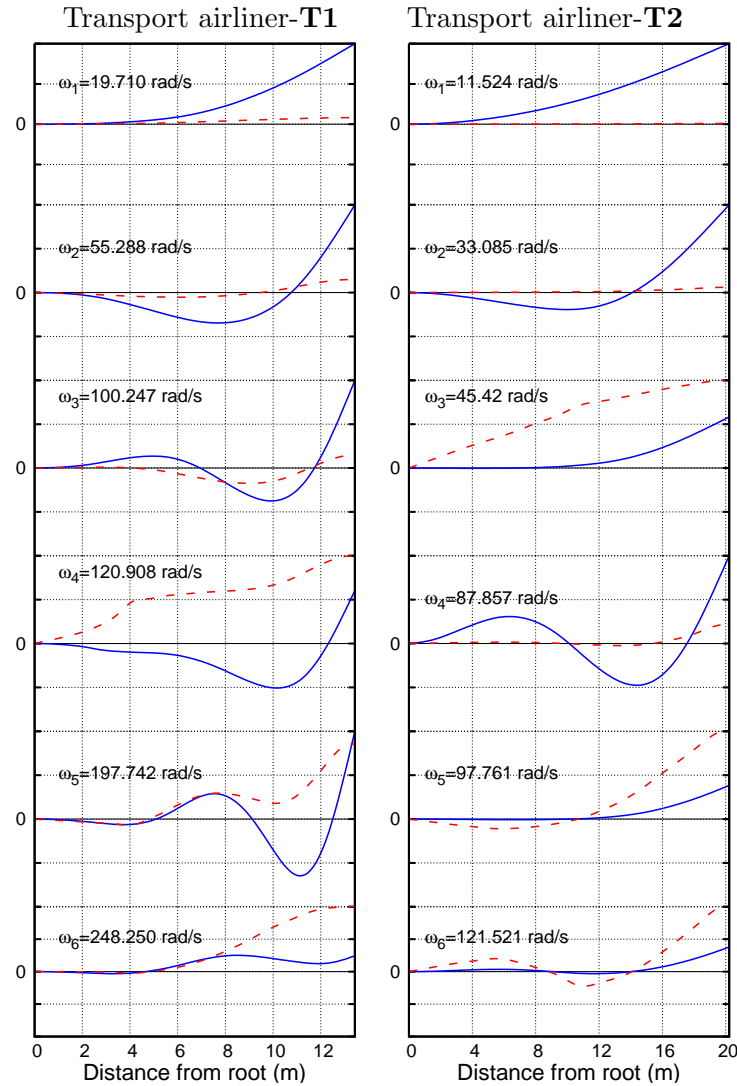 Transport airliner-T1
ω1=19.710 rad/s
0
ω2=55.288 rad/s
0
ω3=100.247 rad/s
0
ω4=120.908 rad/s
0
ω5=197.742 rad/s
0
ω6=248.250 rad/s
0
0 2 4 6 8 10 12
Distance from root (m)
Transport airliner-T2
ω1=11.524 rad/s
0
ω2=33.085 rad/s
0
ω3=45.42 rad/s
0
ω4=87.857 rad/s
0
ω5=97.761 rad/s
0
ω6=121.521 rad/s
0
0 4 8 12 16 20
Distance from root (m)